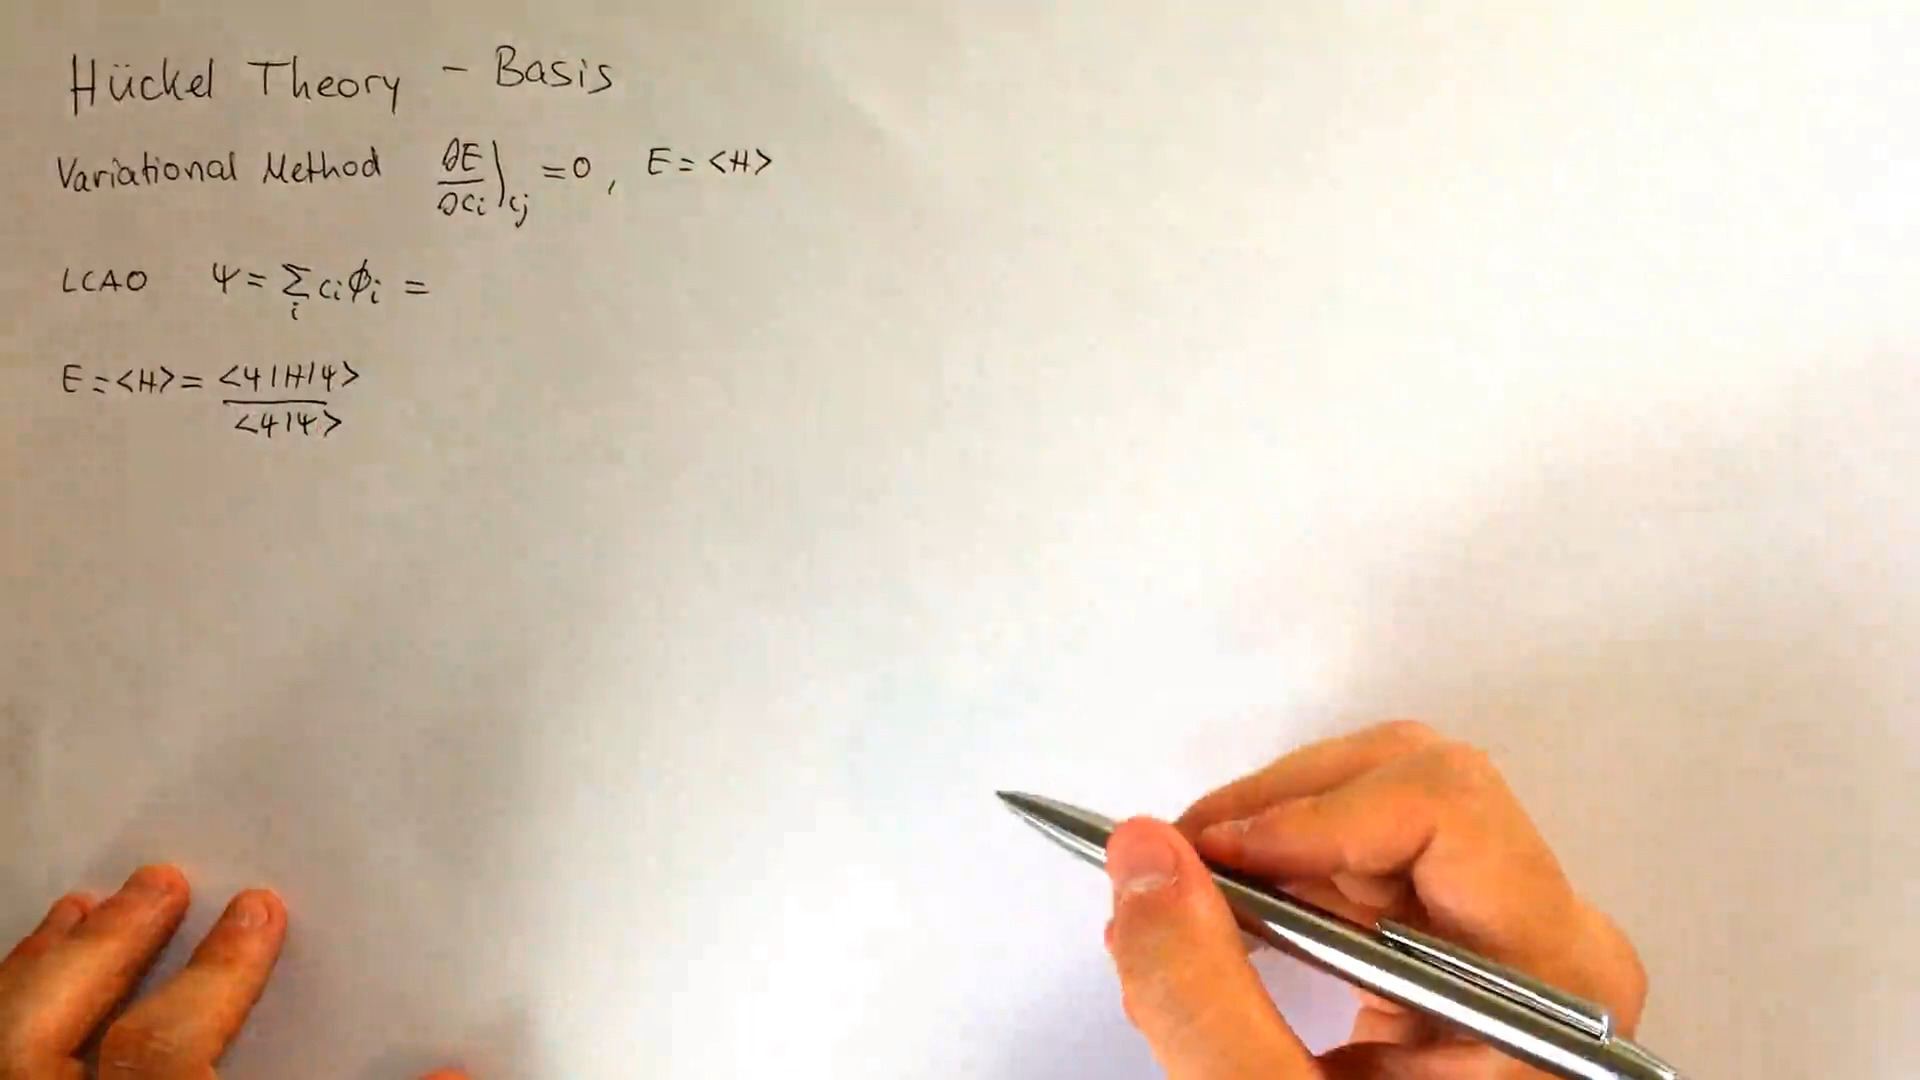 Hückel Theory - Basis
Variational Method ∂E/∂ci)cj = 0, E = <H>
LCAO Ψ = Σi ciϕi =
E = <H> = <Ψ|H|Ψ>/<Ψ|Ψ>